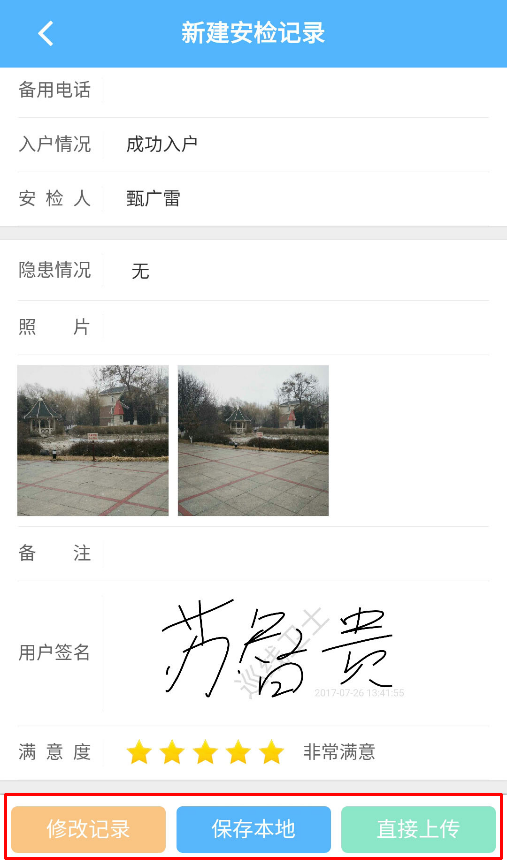 新建安检记录
备用电话
入户情况 成功入户
安检人 甄广雷
隐患情况 无
照片
备注
用户签名 苏鲁贵
巡线卫士
2017-07-26 13:41:55
满意度 非常满意
修改记录 保存本地 直接上传